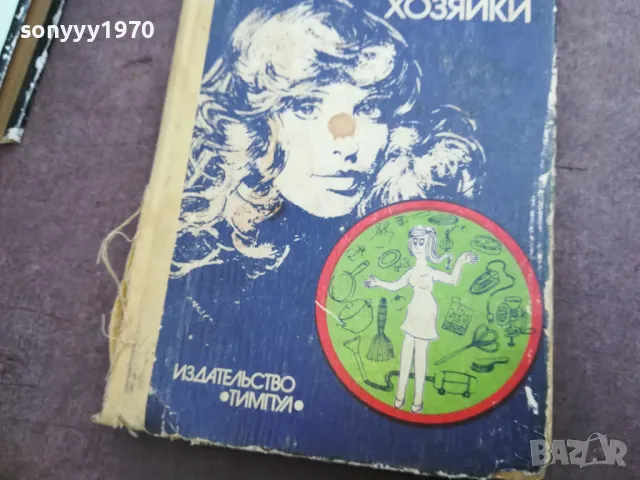 sonyyy1970
ХОЗЯЙКИ
ИЗДАТЕЛЬСТВО
«ТИМПУЛ»
BAZAR